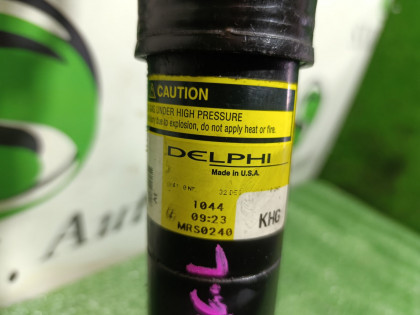 CAUTION
UNDER HIGH PRESSURE
explosion, do not apply heat or fire.
DELPHI
Made in U.S.A.
1044
09:23
KHG
MRS0240
Aut